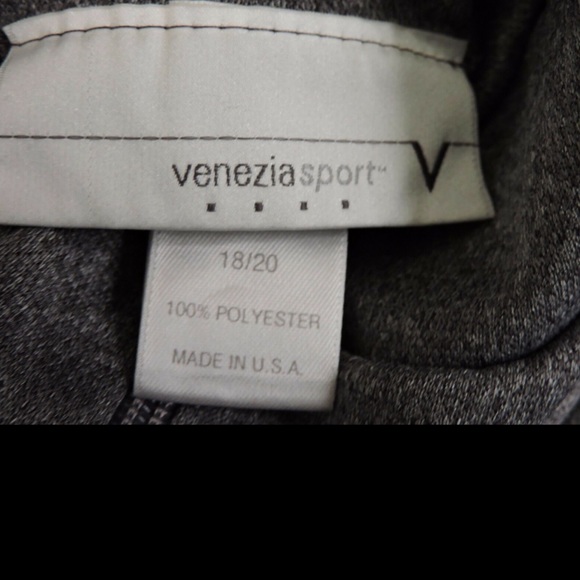 veneziasport™ V
18/20
100% POLYESTER
MADE IN U.S.A.